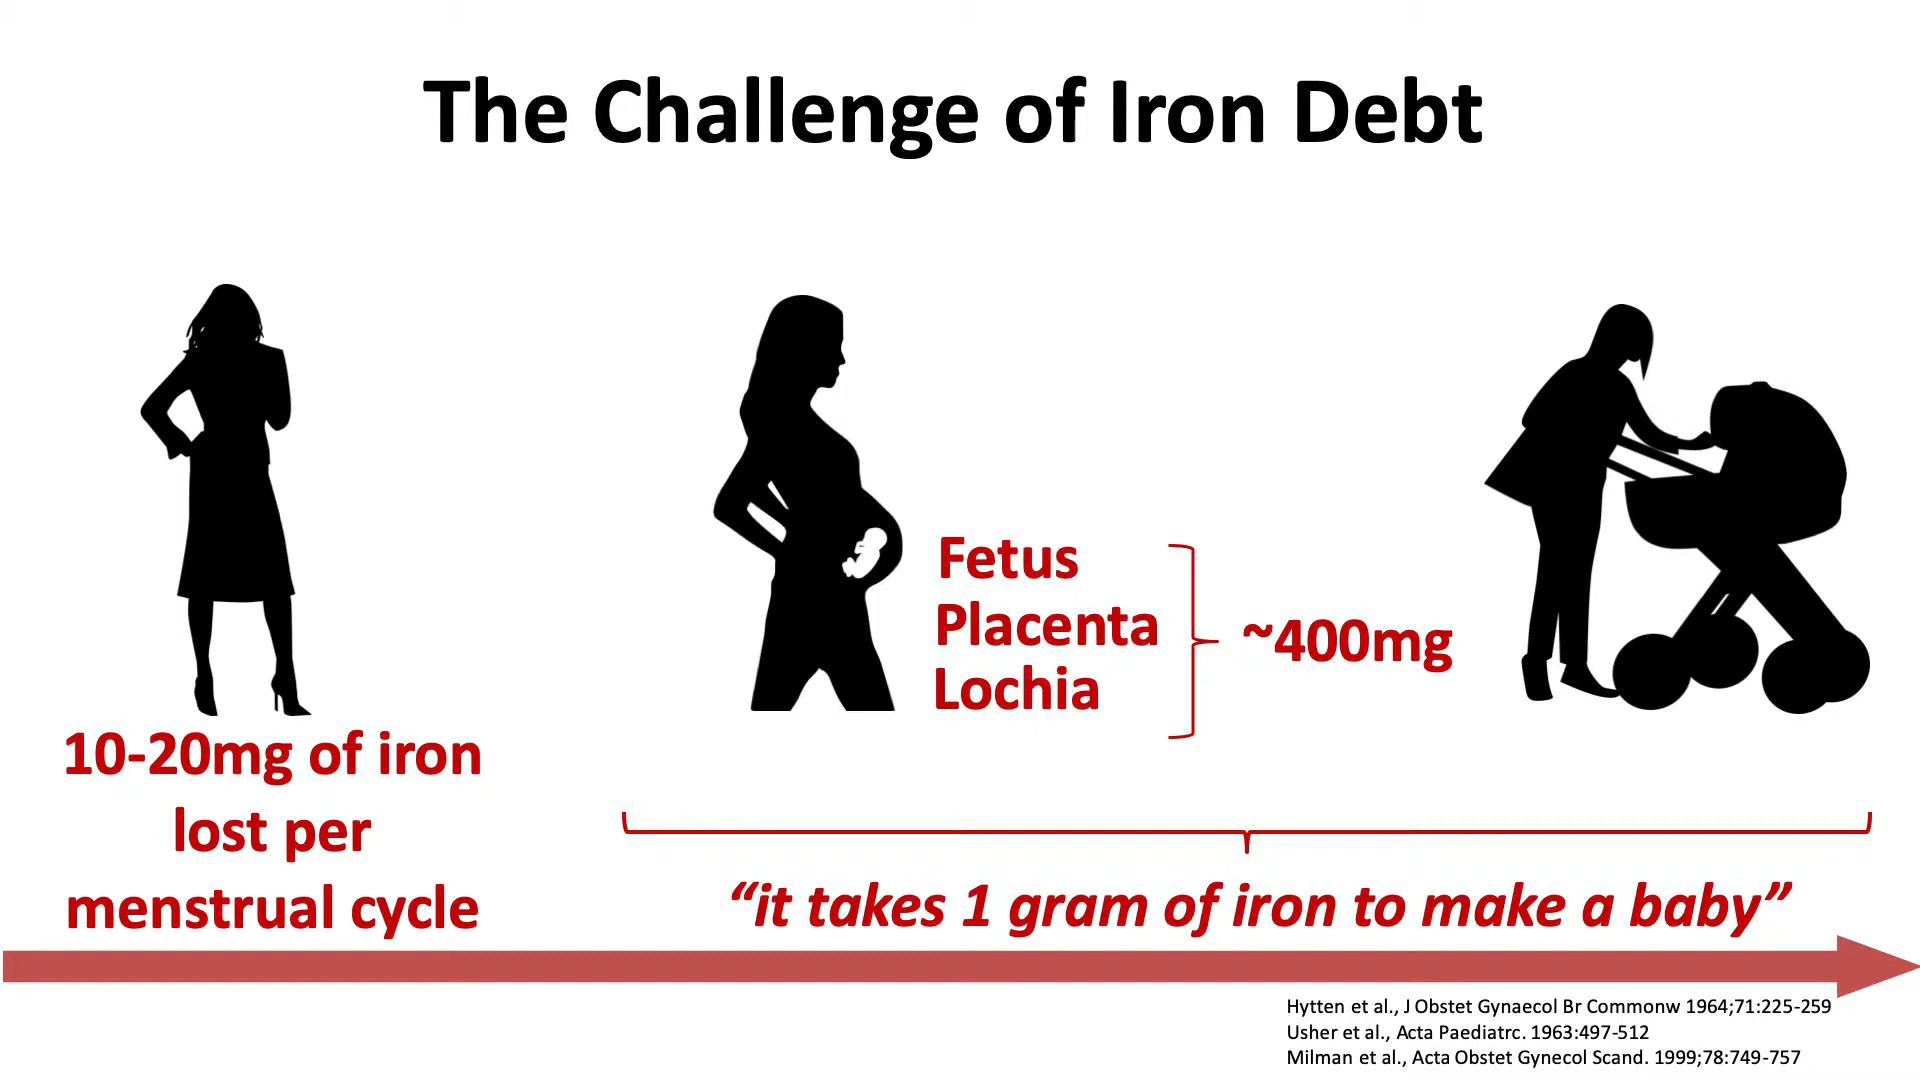 The Challenge of Iron Debt
Fetus
Placenta
Lochia
~400mg
10-20mg of iron
lost per
menstrual cycle
“it takes 1 gram of iron to make a baby”
Hytten et al., J Obstet Gynaecol Br Commonw 1964;71:225-259
Usher et al., Acta Paediatrc. 1963:497-512
Milman et al., Acta Obstet Gynecol Scand. 1999;78:749-757